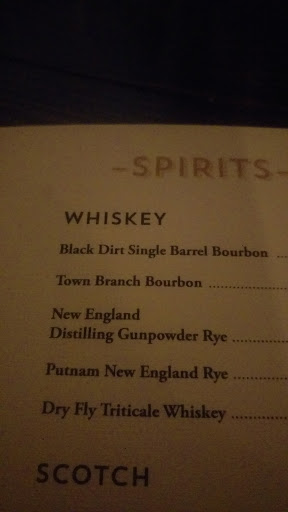 –SPIRITS–
WHISKEY
Black Dirt Single Barrel Bourbon ...
Town Branch Bourbon .....................
New England
Distilling Gunpowder Rye ...............
Putnam New England Rye ..............
Dry Fly Triticale Whiskey ................
SCOTCH